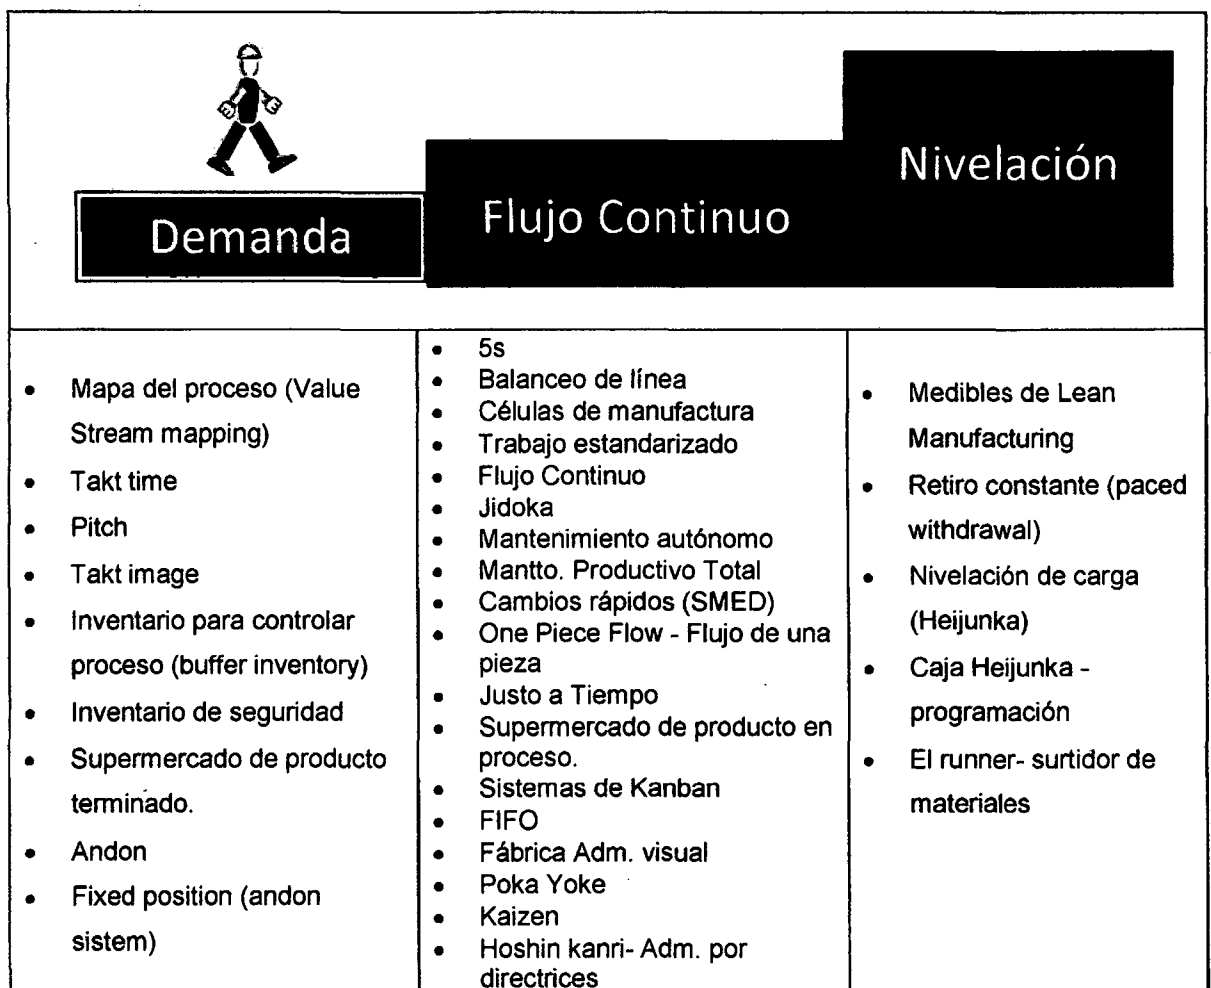 Demanda
Flujo Continuo
Nivelación
• Mapa del proceso (Value
Stream mapping)
• Takt time
• Pitch
• Takt image
• Inventario para controlar
proceso (buffer inventory)
• Inventario de seguridad
• Supermercado de producto
terminado.
• Andon
• Fixed position (andon
sistem)
• 5s
• Balanceo de línea
• Células de manufactura
• Trabajo estandarizado
• Flujo Continuo
• Jidoka
• Mantenimiento autónomo
• Mantto. Productivo Total
• Cambios rápidos (SMED)
• One Piece Flow - Flujo de una
pieza
• Justo a Tiempo
• Supermercado de producto en
proceso.
• Sistemas de Kanban
• FIFO
• Fábrica Adm. visual
• Poka Yoke
• Kaizen
• Hoshin kanri- Adm. por
directrices
• Medibles de Lean
Manufacturing
• Retiro constante (paced
withdrawal)
• Nivelación de carga
(Heijunka)
• Caja Heijunka -
programación
• El runner- surtidor de
materiales